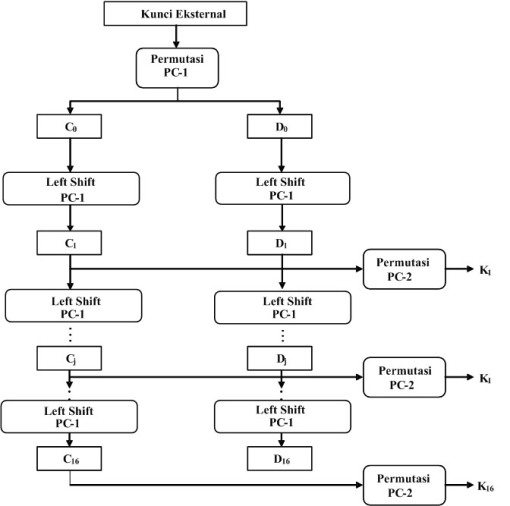 Kunci Eksternal
Permutasi
PC-1
C₀
D₀
Left Shift
PC-1
Left Shift
PC-1
C₁
D₁
Permutasi
PC-2
K₁
Left Shift
PC-1
Left Shift
PC-1
Cⱼ
Dⱼ
Permutasi
PC-2
K₁
Left Shift
PC-1
Left Shift
PC-1
C₁₆
D₁₆
Permutasi
PC-2
K₁₆